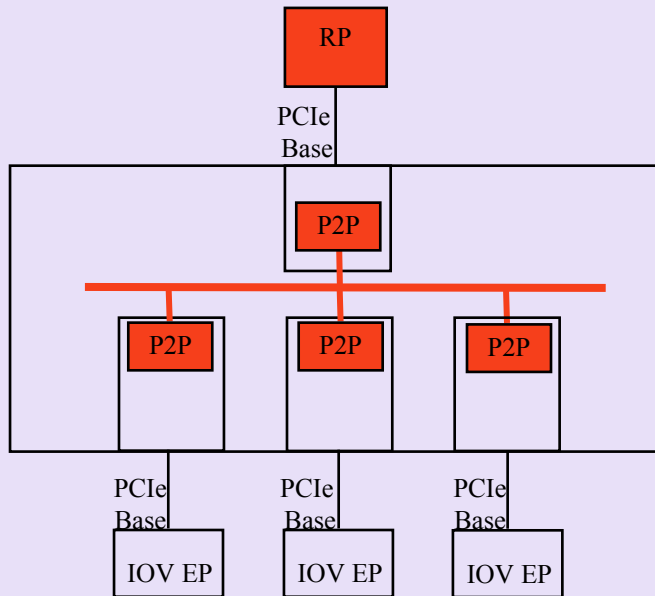 RP
PCIe
Base
P2P
P2P P2P P2P
PCIe PCIe PCIe
Base Base Base
IOV EP IOV EP IOV EP